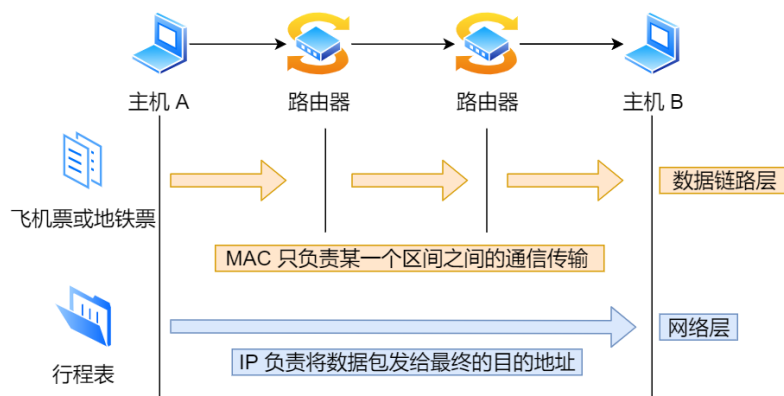 主机 A
路由器
路由器
主机 B
飞机票或地铁票
数据链路层
MAC 只负责某一个区间之间的通信传输
行程表
网络层
IP 负责将数据包发给最终的目的地址